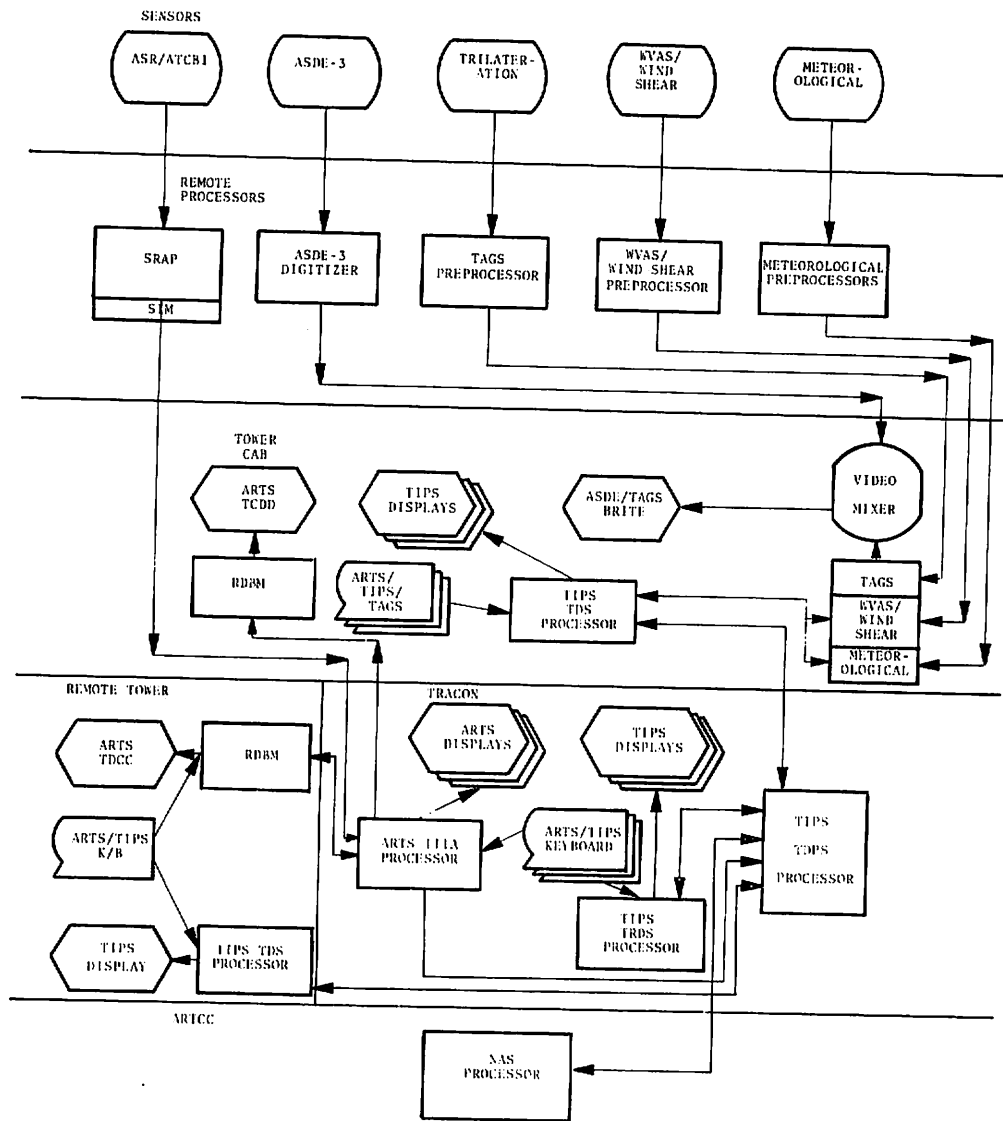 SENSORS
ASR/ATCBI
ASDE-3
TRILATER-
ATION
WVAS/
WIND
SHEAR
METEOR-
OLOGICAL
REMOTE
PROCESSORS
SRAP
SIM
ASDE-3
DIGITIZER
TAGS
PREPROCESSOR
WVAS/
WIND SHEAR
PREPROCESSOR
METEOROLOGICAL
PREPROCESSORS
TOWER
CAB
ARTS
TCDD
TIPS
DISPLAYS
ASDE/TAGS
BRITE
VIDEO
MIXER
RDBM
ARTS/
TIPS/
TAGS
TIPS
TDS
PROCESSOR
TAGS
WVAS/
WIND
SHEAR
METEOR-
OLOGICAL
REMOTE TOWER
TRACON
ARTS
TDCC
RDBM
ARTS
DISPLAYS
TIPS
DISPLAYS
ARTS/TIPS
K/B
ARTS IIIA
PROCESSOR
ARTS/TIPS
KEYBOARD
TIPS
TDPS
PROCESSOR
TIPS
DISPLAY
TIPS TDS
PROCESSOR
TIPS
TRDS
PROCESSOR
ARTCC
NAS
PROCESSOR